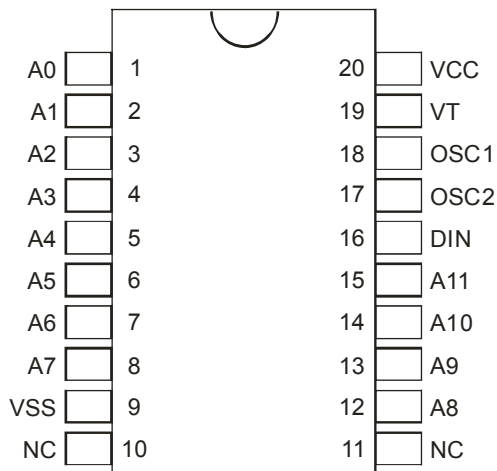 A0 1 20 VCC
A1 2 19 VT
A2 3 18 OSC1
A3 4 17 OSC2
A4 5 16 DIN
A5 6 15 A11
A6 7 14 A10
A7 8 13 A9
VSS 9 12 A8
NC 10 11 NC